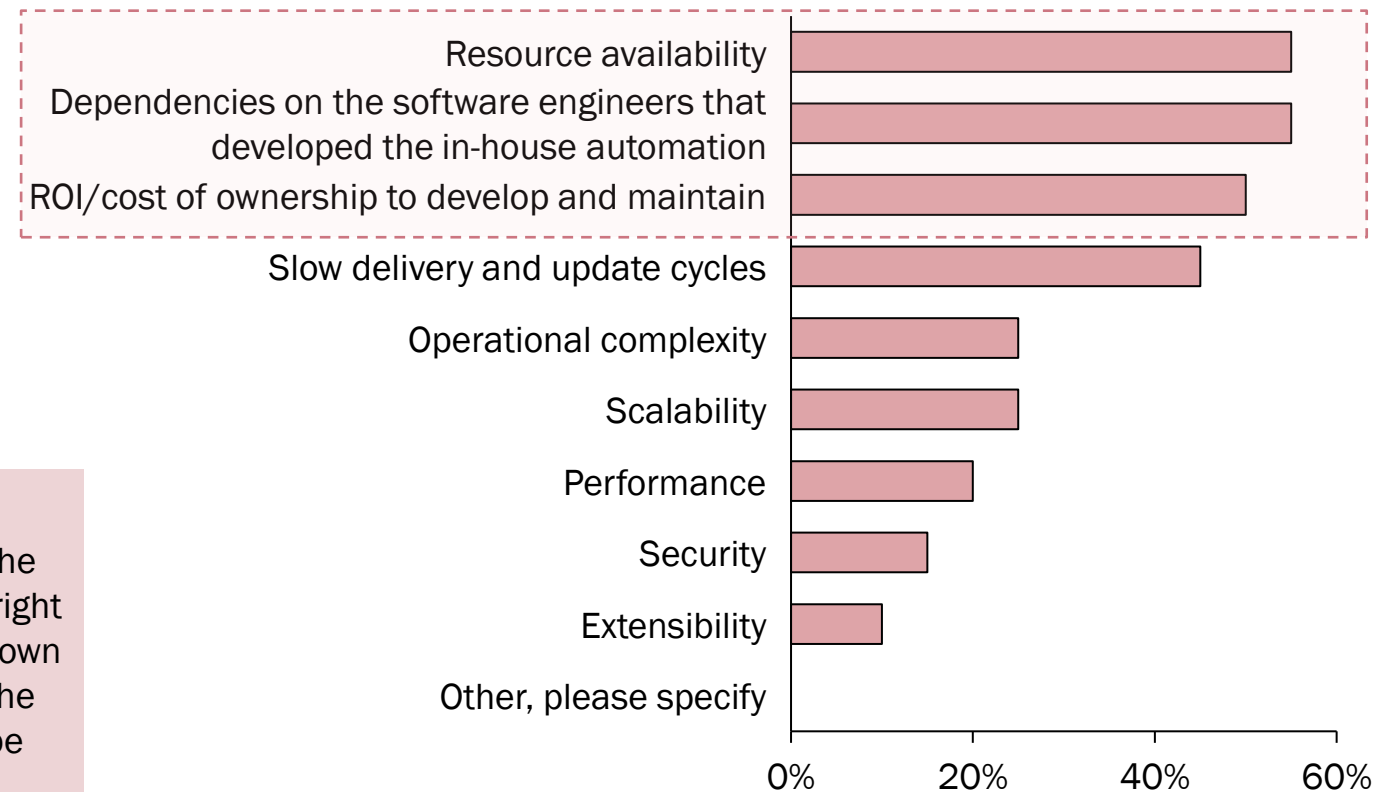 Resource availability
Dependencies on the software engineers that
developed the in-house automation
ROI/cost of ownership to develop and maintain
Slow delivery and update cycles
Operational complexity
Scalability
Performance
Security
Extensibility
Other, please specify
0% 20% 40% 60%
right
own